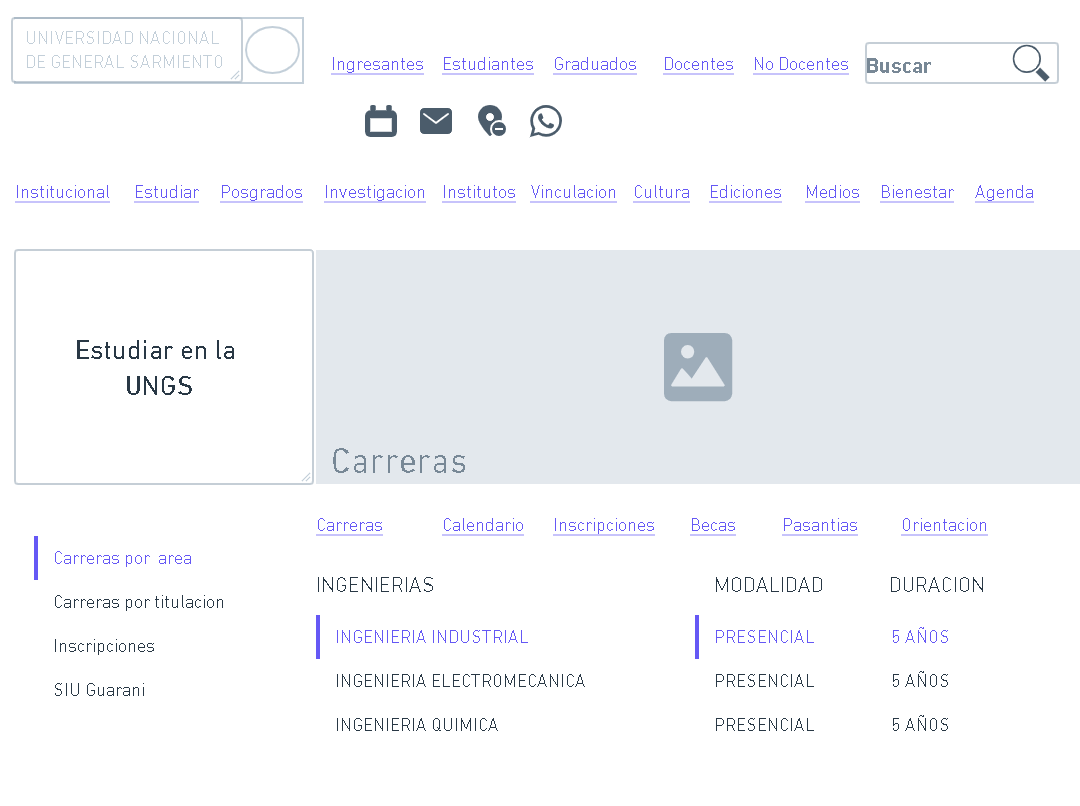 UNIVERSIDAD NACIONAL
DE GENERAL SARMIENTO
Ingresantes Estudiantes Graduados Docentes No Docentes Buscar
Institucional Estudiar Posgrados Investigacion Institutos Vinculacion Cultura Ediciones Medios Bienestar Agenda
Estudiar en la
UNGS
Carreras
Carreras Calendario Inscripciones Becas Pasantias Orientacion
Carreras por area
Carreras por titulacion
Inscripciones
SIU Guarani
INGENIERIAS MODALIDAD DURACION
INGENIERIA INDUSTRIAL PRESENCIAL 5 AÑOS
INGENIERIA ELECTROMECANICA PRESENCIAL 5 AÑOS
INGENIERIA QUIMICA PRESENCIAL 5 AÑOS